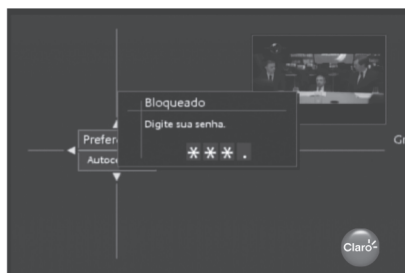 Bloqueado
Digite sua senha.
***.
Prefer
Autoco
Gr
Claro